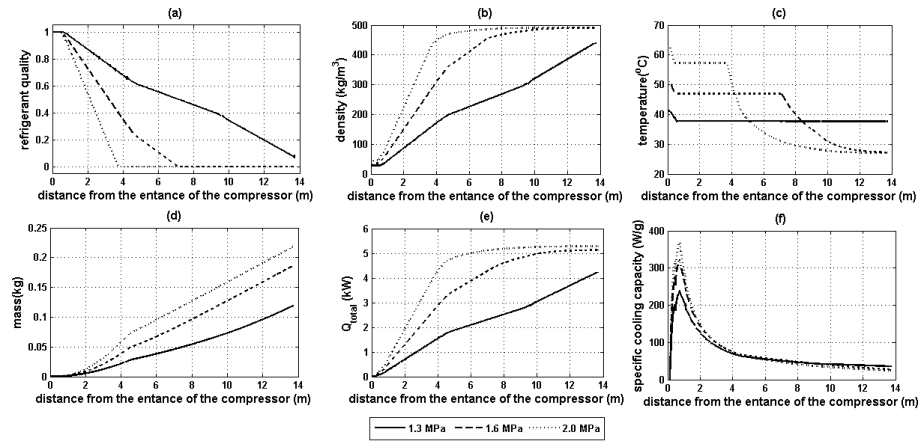 (a)
refrigerant quality
1
0.8
0.6
0.4
0.2
0
0 2 4 6 8 10 12 14
distance from the entance of the compressor (m)
(b)
density (kg/m3)
500
400
300
200
100
0
0 2 4 6 8 10 12 14
distance from the entance of the compressor (m)
(c)
temperature(oC)
70
60
50
40
30
20
0 2 4 6 8 10 12 14
distance from the entance of the compressor (m)
(d)
mass(kg)
0.25
0.2
0.15
0.1
0.05
0
0 2 4 6 8 10 12 14
distance from the entance of the compressor (m)
(e)
Qtotal (kW)
6
5
4
3
2
1
0
0 2 4 6 8 10 12 14
distance from the entance of the compressor (m)
(f)
specific cooling capacity (W/g)
400
300
200
100
0
0 2 4 6 8 10 12 14
distance from the entance of the compressor (m)
1.3 MPa 1.6 MPa 2.0 MPa